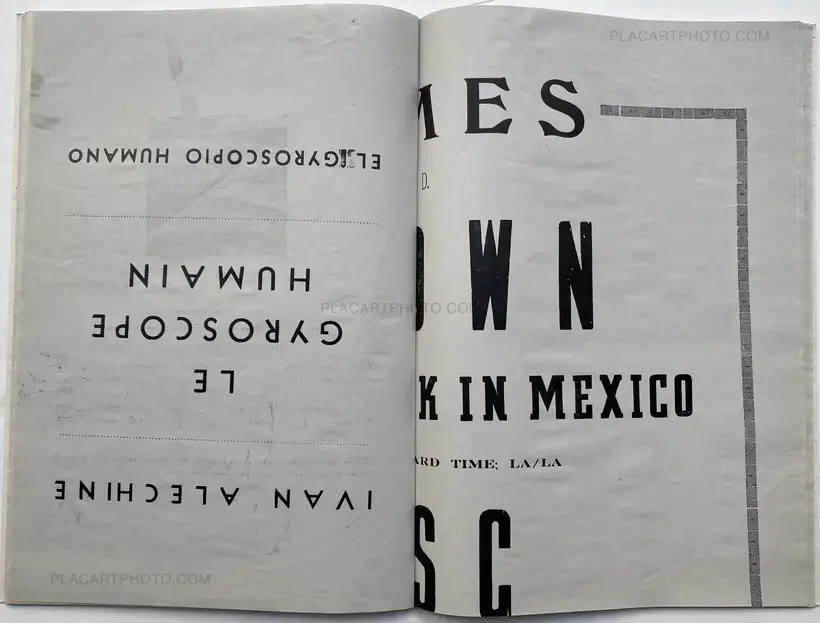 IVAN ALECHINE
LE
GYROSCOPE
HUMAIN
EL GYROSCOPIO HUMANO
MES
D.
OWN
K IN MEXICO
ARD TIME; LA/LA
SC
PLACARTPHOTO.COM
PLACARTPHOTO.COM
PLACARTPHOTO.COM